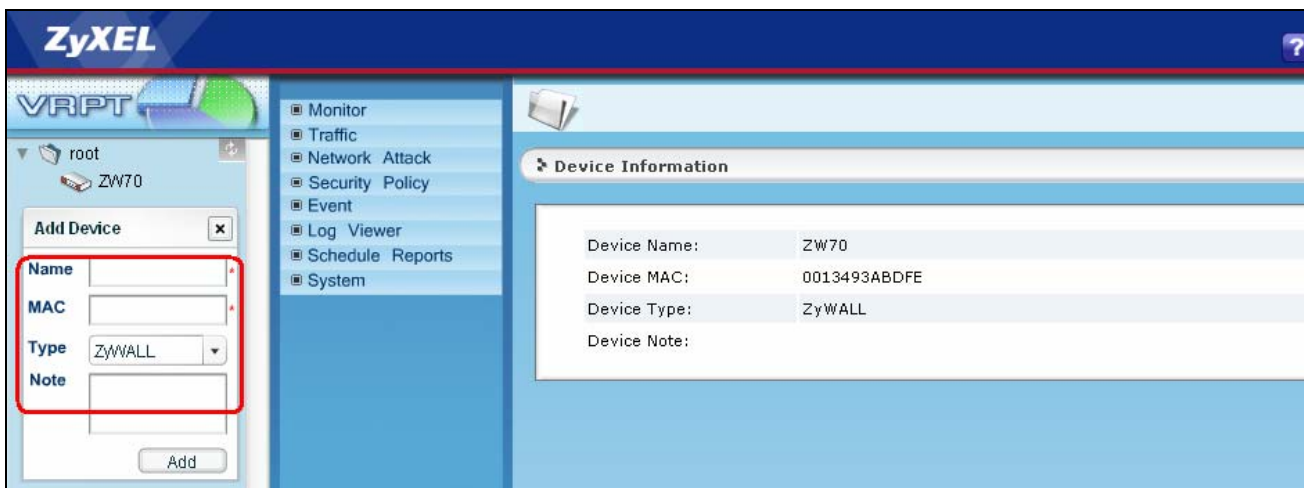 ZyXEL
?
VRPT
root
ZW70
Add Device
Name
*
MAC
*
Type
ZyWALL
Note
Add
Monitor
Traffic
Network Attack
Security Policy
Event
Log Viewer
Schedule Reports
System
Device Information
Device Name: ZW70
Device MAC: 0013493ABDFE
Device Type: ZyWALL
Device Note: